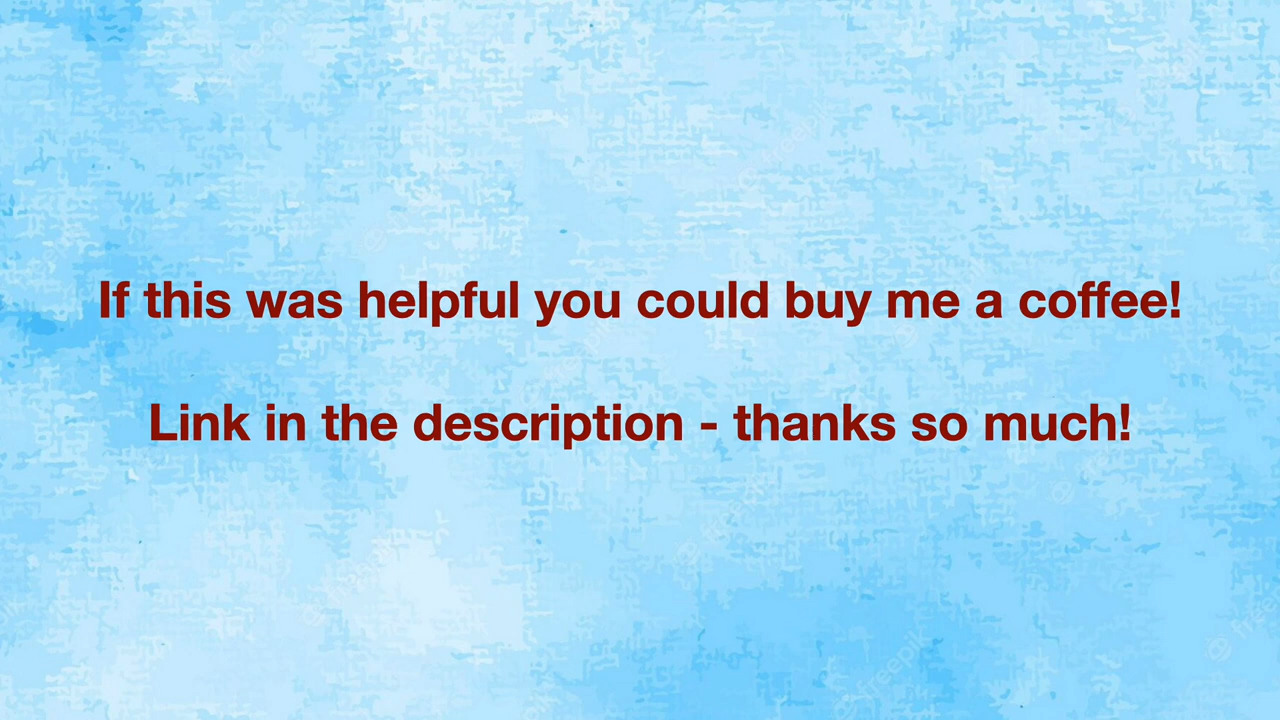 If this was helpful you could buy me a coffee!
Link in the description - thanks so much!